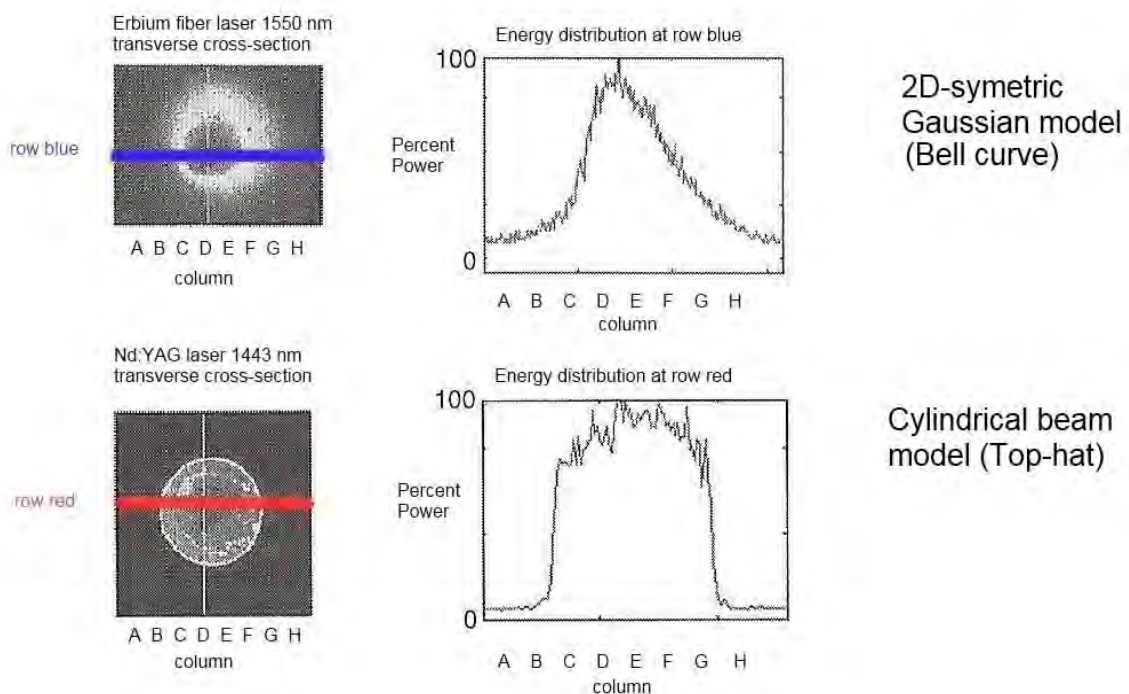 Erbium fiber laser 1550 nm
transverse cross-section
row blue
A B C D E F G H
column
Energy distribution at row blue
100
Percent
Power
0
A B C D E F G H
column
2D-symetric
Gaussian model
(Bell curve)
Nd:YAG laser 1443 nm
transverse cross-section
row red
A B C D E F G H
column
Energy distribution at row red
100
Percent
Power
0
A B C D E F G H
column
Cylindrical beam
model (Top-hat)